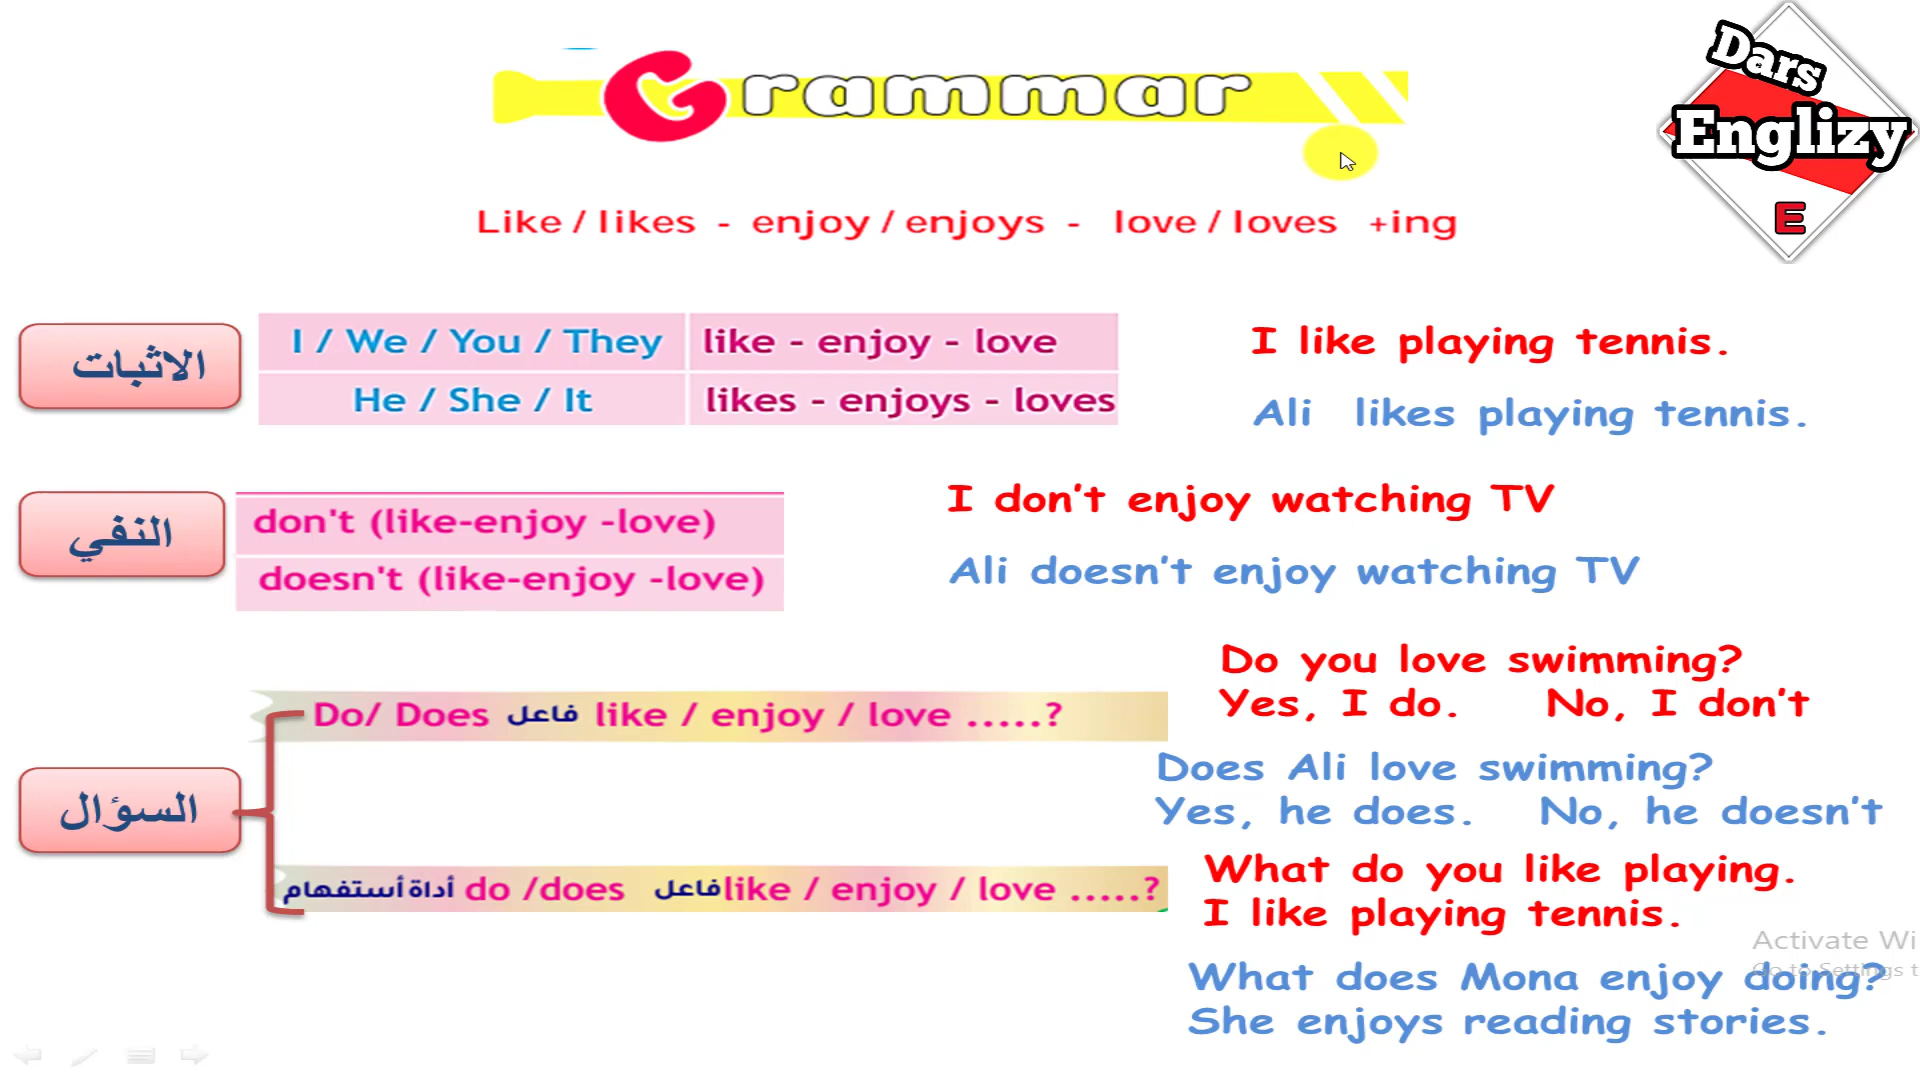 Grammar
Dars
Englizy
E
Like / likes - enjoy / enjoys - love / loves +ing
الاثبات
I / We / You / They like - enjoy - love
He / She / It likes - enjoys - loves
I like playing tennis.
Ali likes playing tennis.
النفي
don't (like-enjoy -love)
doesn't (like-enjoy -love)
I don't enjoy watching TV
Ali doesn't enjoy watching TV
السؤال
Do/ Does فاعل like / enjoy / love .....?
Do you love swimming?
Yes, I do. No, I don't
Does Ali love swimming?
Yes, he does. No, he doesn't
أداة أستفهام do /does فاعل like / enjoy / love .....?
What do you like playing.
I like playing tennis.
What does Mona enjoy doing?
She enjoys reading stories.
Activate Wi
Go to Settings t